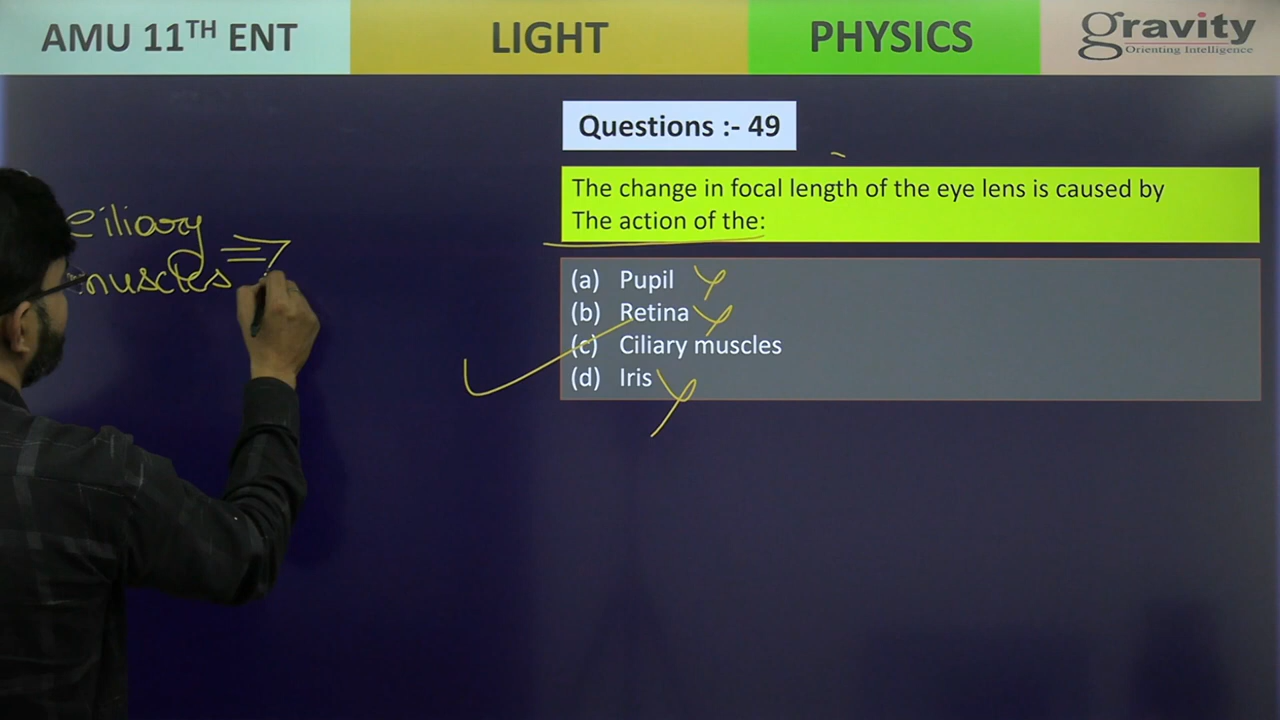 AMU 11TH ENT
LIGHT
PHYSICS
gravity
Orienting Intelligence
Questions :- 49
The change in focal length of the eye lens is caused by
The action of the:
(a) Pupil
(b) Retina
(c) Ciliary muscles
(d) Iris
Ciliary
muscles ⇒